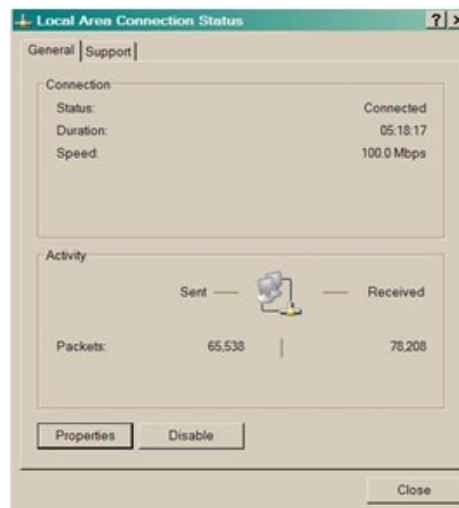 Local Area Connection Status
General Support
Connection
Status: Connected
Duration: 05:18:17
Speed: 100.0 Mbps
Activity
Sent — — Received
Packets: 65,538 78,208
Properties Disable
Close